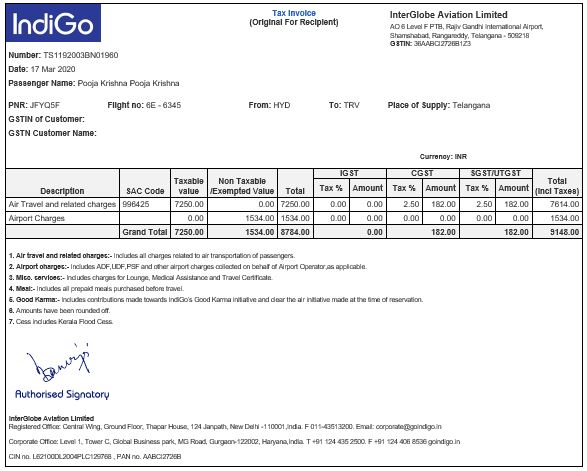 IndiGo
Tax Invoice
(Original For Recipient)
InterGlobe Aviation Limited
AO 6 Level F PTB, Rajiv Gandhi International Airport,
Shamshabad, Rangareddy, Telangana - 509218
GSTIN: 36AABCI2726B1Z3
Number: TS1192003BN01960
Date: 17 Mar 2020
Passenger Name: Pooja Krishna Pooja Krishna
PNR: JFYQ5F Flight no: 6E - 6345 From: HYD To: TRV Place of Supply: Telangana
GSTIN of Customer:
GSTN Customer Name:
Currency: INR
IGST CGST SGST/UTGST
Description SAC Code Taxable value Non Taxable /Exempted Value Total Tax % Amount Tax % Amount Tax % Amount Total (Incl Taxes)
Air Travel and related charges 996425 7250.00 0.00 7250.00 0.00 0.00 2.50 182.00 2.50 182.00 7614.00
Airport Charges 0.00 1534.00 1534.00 0.00 0.00 0.00 0.00 0.00 0.00 1534.00
Grand Total 7250.00 1534.00 8784.00 0.00 182.00 182.00 9148.00
1. Air travel and related charges:- Includes all charges related to air transportation of passengers.
2. Airport charges:- Includes ADF,UDF,PSF and other airport charges collected on behalf of Airport Operator,as applicable.
3. Misc. services:- Includes charges for Lounge, Medical Assistance and Travel Certificate.
4. Meal:- Includes all prepaid meals purchased before travel.
5. Good Karma:- Includes contributions made towards IndiGo's Good Karma initiative and clear the air initiative made at the time of reservation.
6. Amounts have been rounded off.
7. Cess includes Kerala Flood Cess.
Authorised Signatory
InterGlobe Aviation Limited
Registered Office: Central Wing, Ground Floor, Thapar House, 124 Janpath, New Delhi -110001,India. F 011-43513200. Email: corporate@goindigo.in
Corporate Office: Level 1, Tower C, Global Business park, MG Road, Gurgaon-122002, Haryana,India. T +91 124 435 2500. F +91 124 406 8536 goindigo.in
CIN no. L62100DL2004PLC129768 , PAN no. AABCI2726B